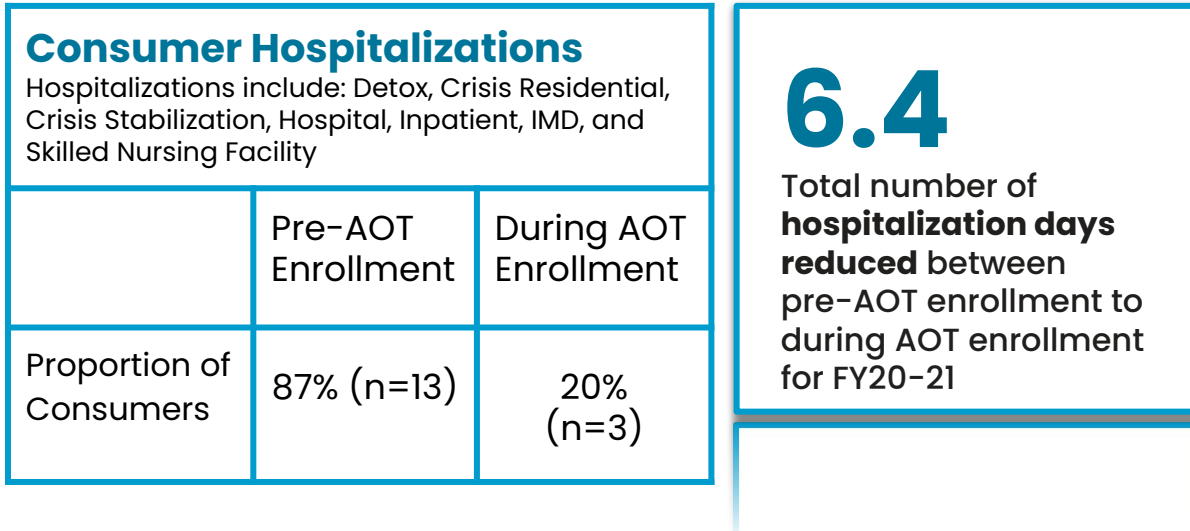 Consumer Hospitalizations
Hospitalizations include: Detox, Crisis Residential,
Crisis Stabilization, Hospital, Inpatient, IMD, and
Skilled Nursing Facility
Pre-AOT
Enrollment
During AOT
Enrollment
Proportion of
Consumers
87% (n=13)
20%
(n=3)
6.4
Total number of
hospitalization days
reduced between
pre-AOT enrollment to
during AOT enrollment
for FY20-21